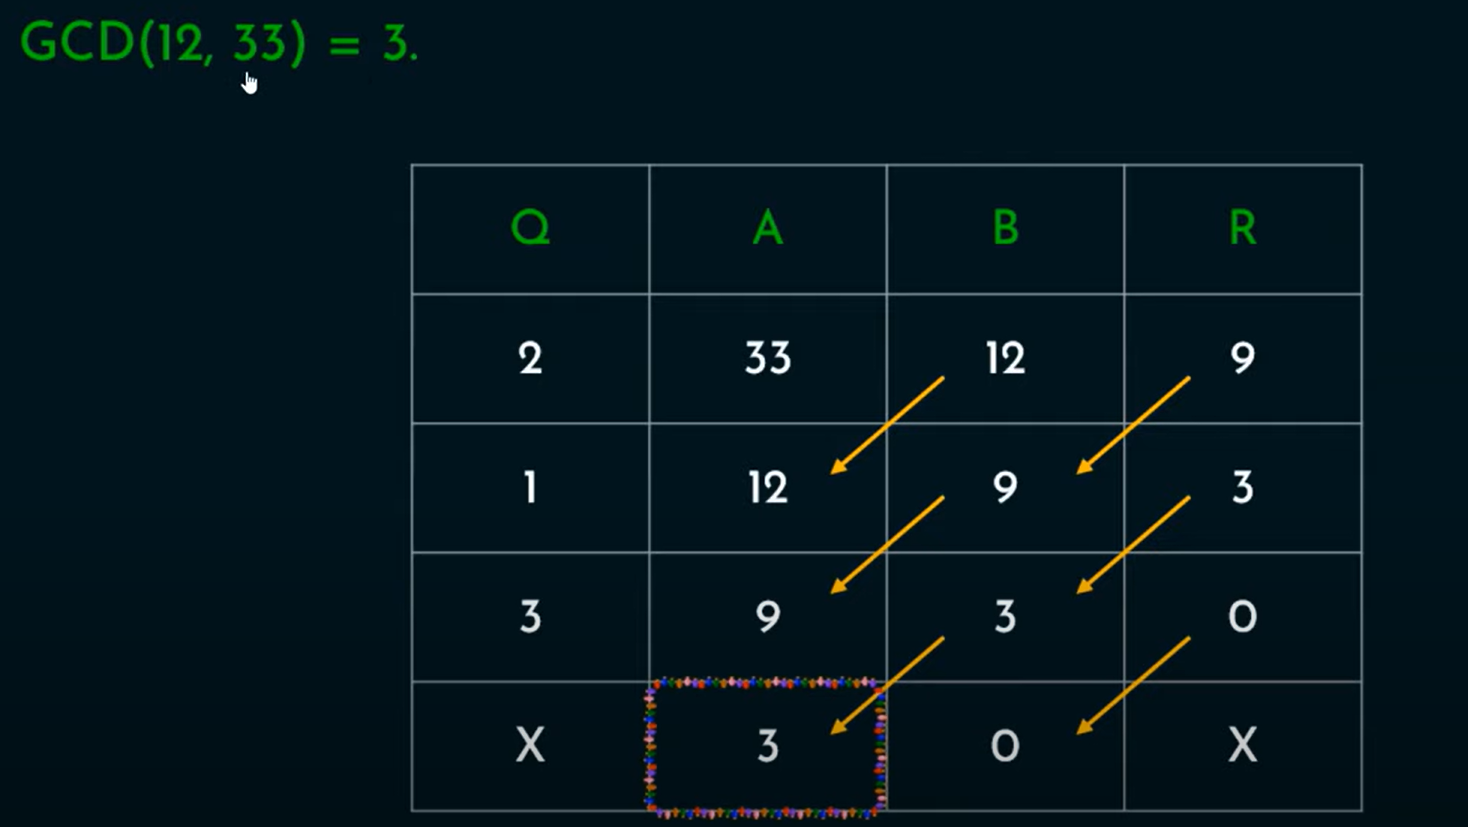 GCD(12, 33) = 3.
Q A B R
2 33 12 9
1 12 9 3
3 9 3 0
X 3 0 X